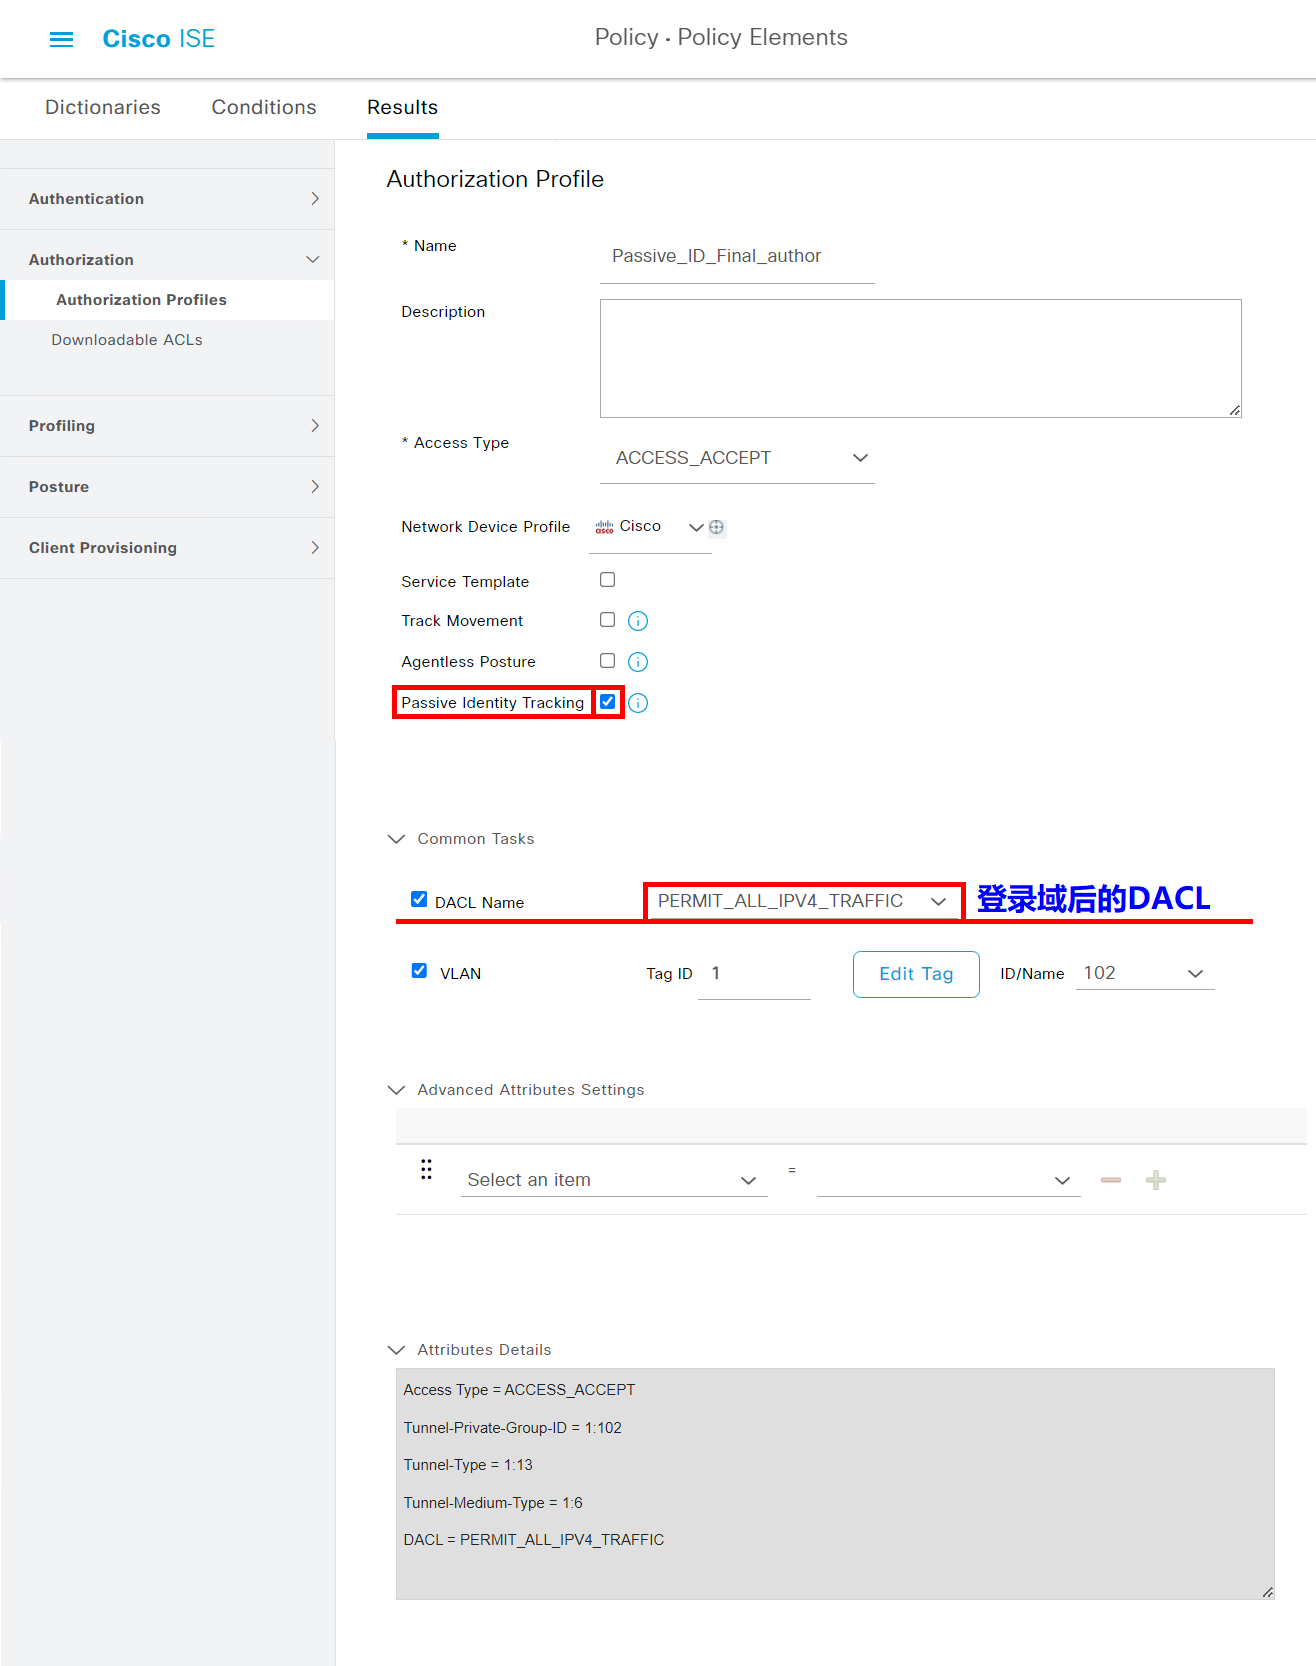 Cisco ISE
Policy · Policy Elements
Dictionaries
Conditions
Results
Authentication
Authorization
Authorization Profiles
Downloadable ACLs
Profiling
Posture
Client Provisioning
Authorization Profile
* Name
Passive_ID_Final_author
Description
* Access Type
ACCESS_ACCEPT
Network Device Profile
cisco Cisco
Service Template
Track Movement
Agentless Posture
Passive Identity Tracking
Common Tasks
DACL Name
PERMIT_ALL_IPV4_TRAFFIC
登录域后的DACL
VLAN
Tag ID 1
Edit Tag
ID/Name 102
Advanced Attributes Settings
Select an item
=
Attributes Details
Access Type = ACCESS_ACCEPT
Tunnel-Private-Group-ID = 1:102
Tunnel-Type = 1:13
Tunnel-Medium-Type = 1:6
DACL = PERMIT_ALL_IPV4_TRAFFIC